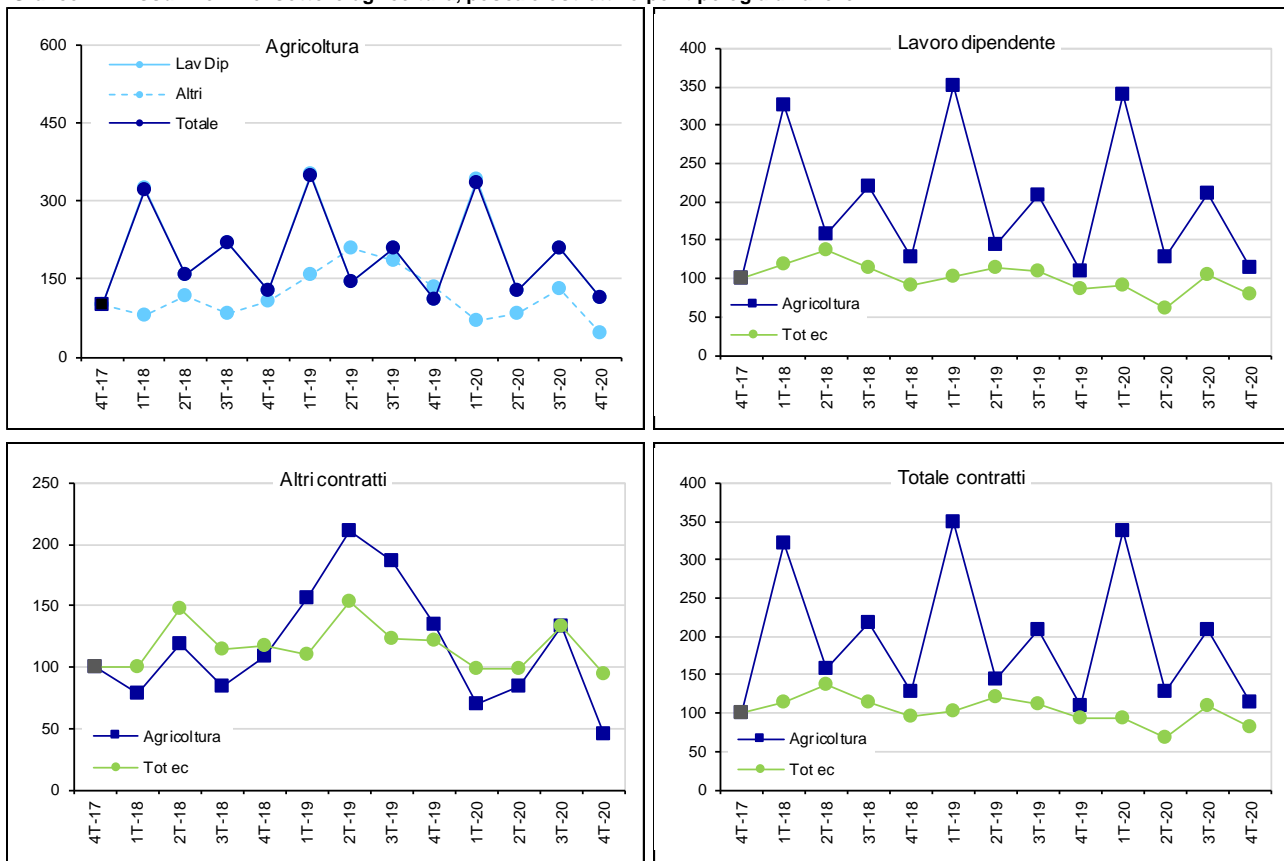 Agricoltura
600
450
300
150
0
Lav Dip
Altri
Totale
4T-17
1T-18
2T-18
3T-18
4T-18
1T-19
2T-19
3T-19
4T-19
1T-20
2T-20
3T-20
4T-20
Lavoro dipendente
400
350
300
250
200
150
100
50
0
Agricoltura
Tot ec
4T-17
1T-18
2T-18
3T-18
4T-18
1T-19
2T-19
3T-19
4T-19
1T-20
2T-20
3T-20
4T-20
Altri contratti
250
200
150
100
50
0
Agricoltura
Tot ec
4T-17
1T-18
2T-18
3T-18
4T-18
1T-19
2T-19
3T-19
4T-19
1T-20
2T-20
3T-20
4T-20
Totale contratti
400
350
300
250
200
150
100
50
0
Agricoltura
Tot ec
4T-17
1T-18
2T-18
3T-18
4T-18
1T-19
2T-19
3T-19
4T-19
1T-20
2T-20
3T-20
4T-20